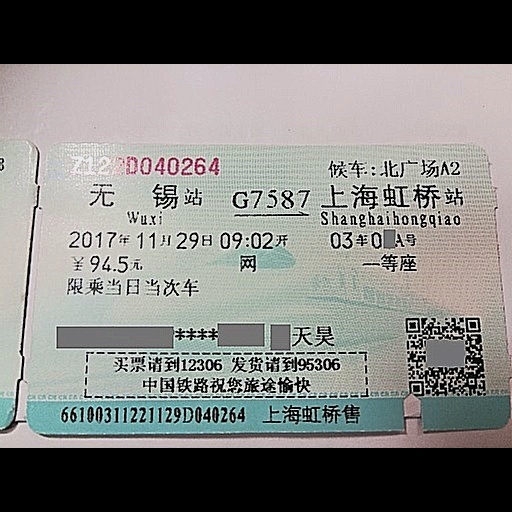 Z122D040264 候车:北广场A2
无锡站 G7587 上海虹桥站
Wuxi Shanghaihongqiao
2017年11月29日09:02开 03车0 A号
¥94.5元 网 一等座
限乘当日当次车
**** 天昊
买票请到12306 发货请到95306
中国铁路祝您旅途愉快
66100311221129D040264 上海虹桥售